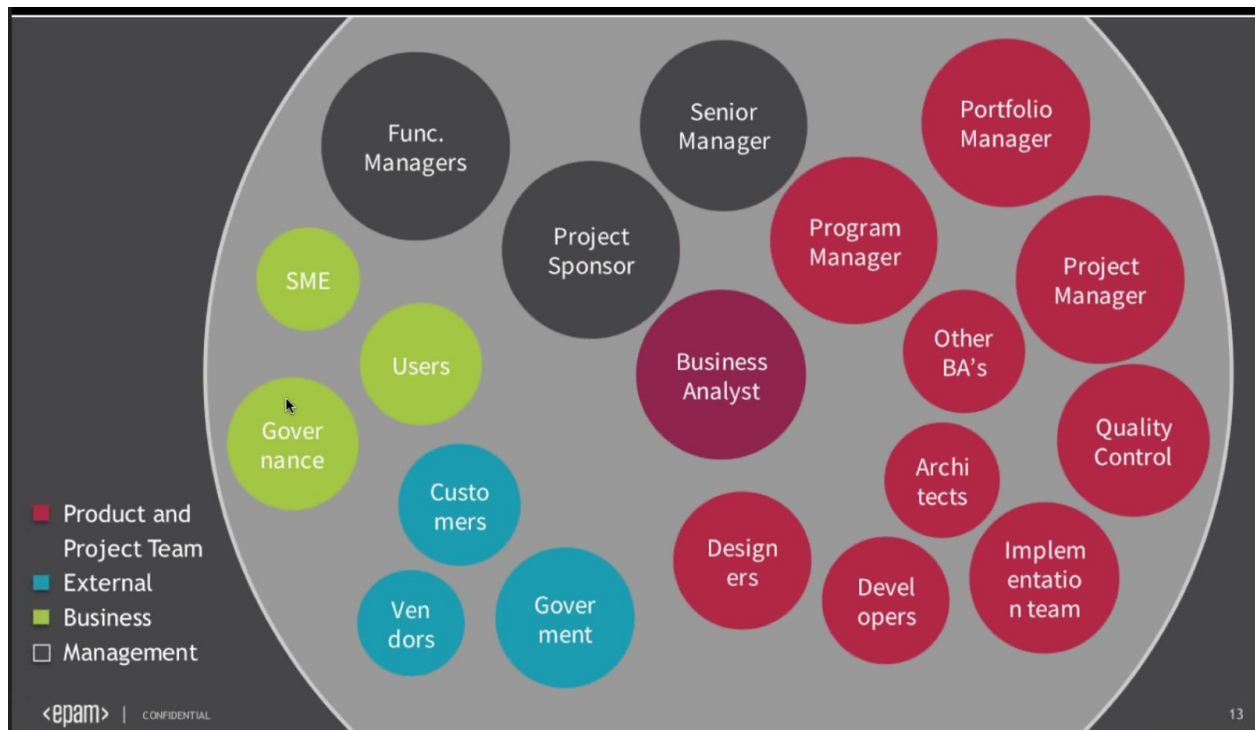 Func.
Managers
Senior
Manager
Portfolio
Manager
Project
Sponsor
Program
Manager
Project
Manager
SME
Users
Business
Analyst
Other
BA's
Gover
nance
Quality
Control
Custo
mers
Archi
tects
Design
ers
Implem
entatio
n team
Ven
dors
Gover
ment
Devel
opers
Product and
Project Team
External
Business
Management
<epam> | CONFIDENTIAL
13